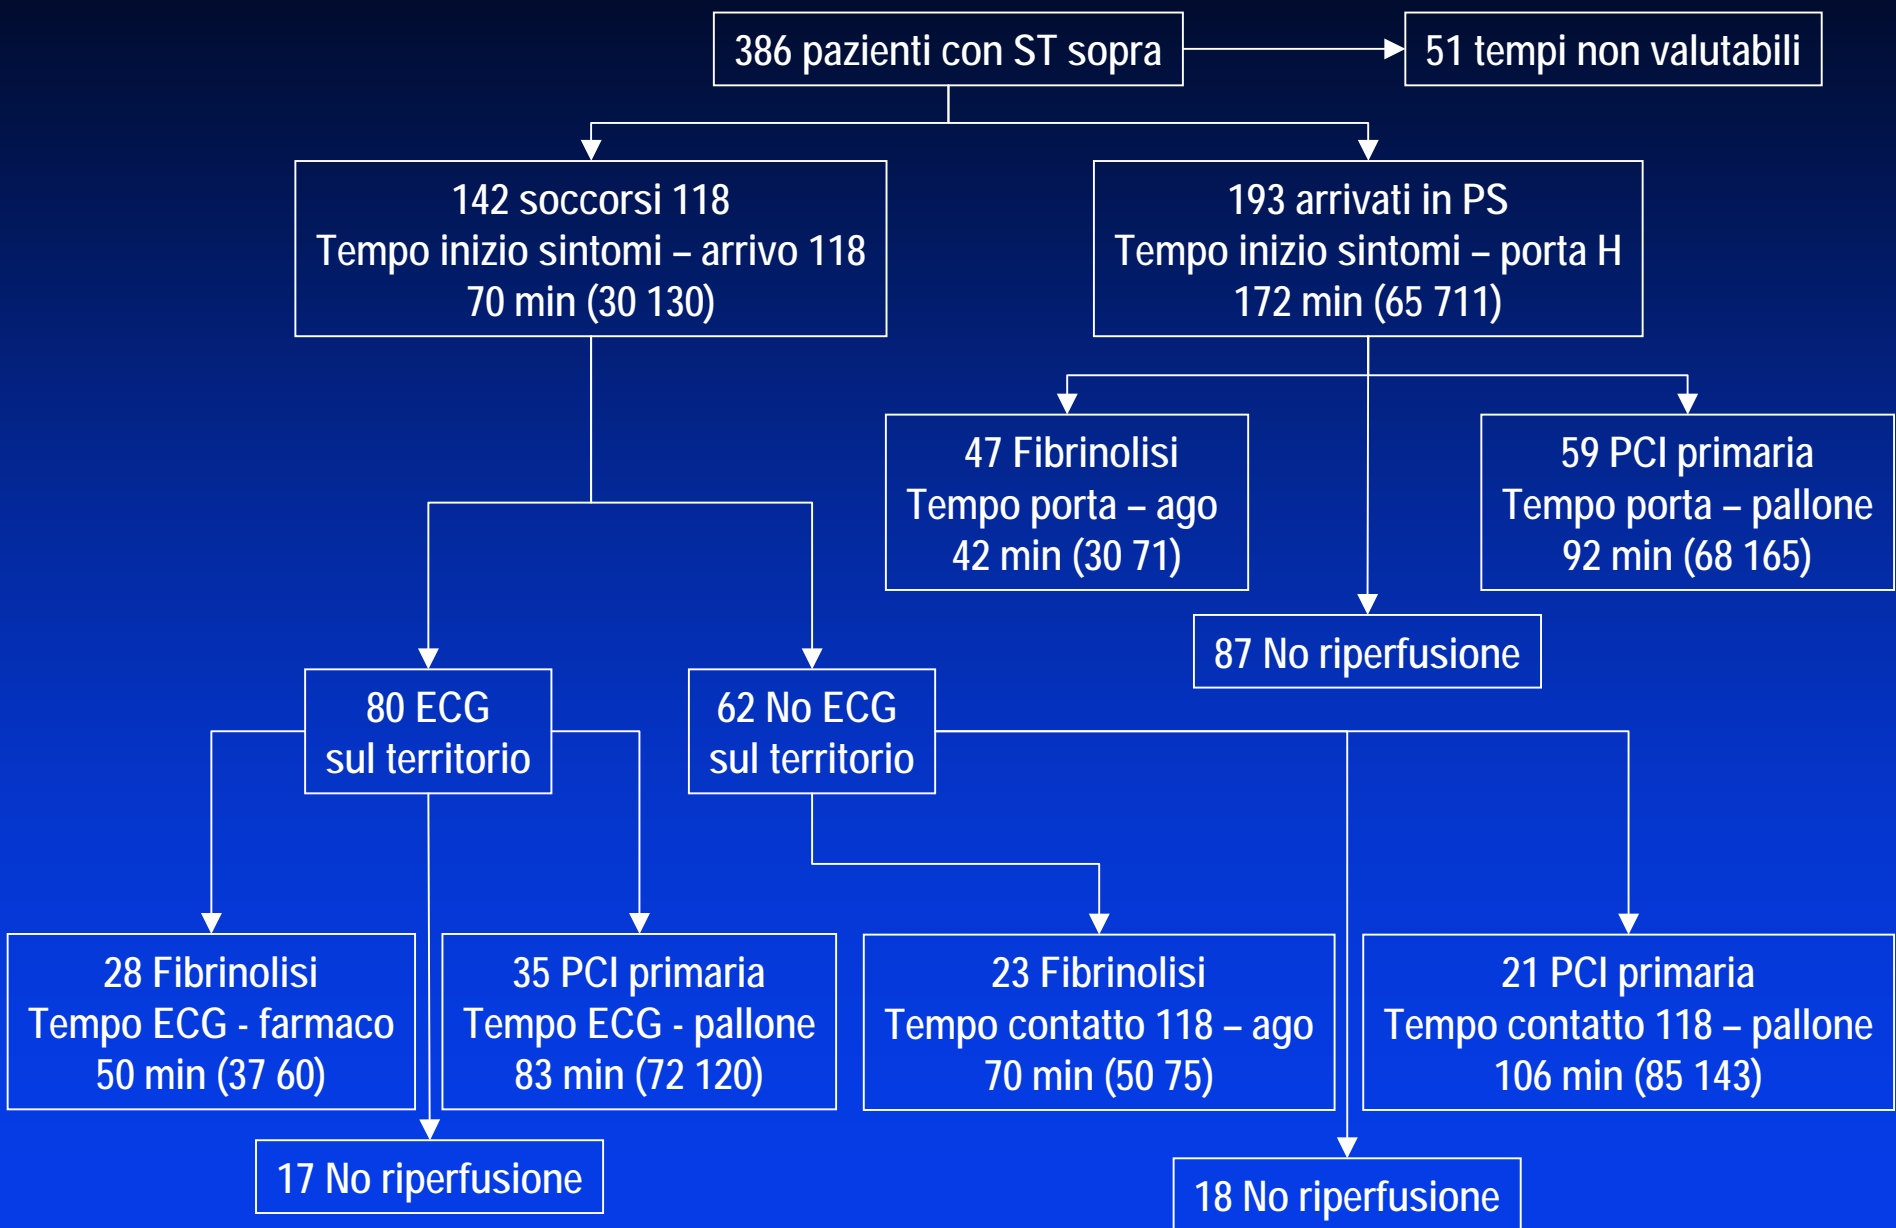 386 pazienti con ST sopra
51 tempi non valutabili
142 soccorsi 118
Tempo inizio sintomi – arrivo 118
70 min (30 130)
193 arrivati in PS
Tempo inizio sintomi – porta H
172 min (65 711)
47 Fibrinolisi
Tempo porta – ago
42 min (30 71)
59 PCI primaria
Tempo porta – pallone
92 min (68 165)
87 No riperfusione
80 ECG
sul territorio
62 No ECG
sul territorio
28 Fibrinolisi
Tempo ECG - farmaco
50 min (37 60)
35 PCI primaria
Tempo ECG - pallone
83 min (72 120)
23 Fibrinolisi
Tempo contatto 118 – ago
70 min (50 75)
21 PCI primaria
Tempo contatto 118 – pallone
106 min (85 143)
17 No riperfusione
18 No riperfusione